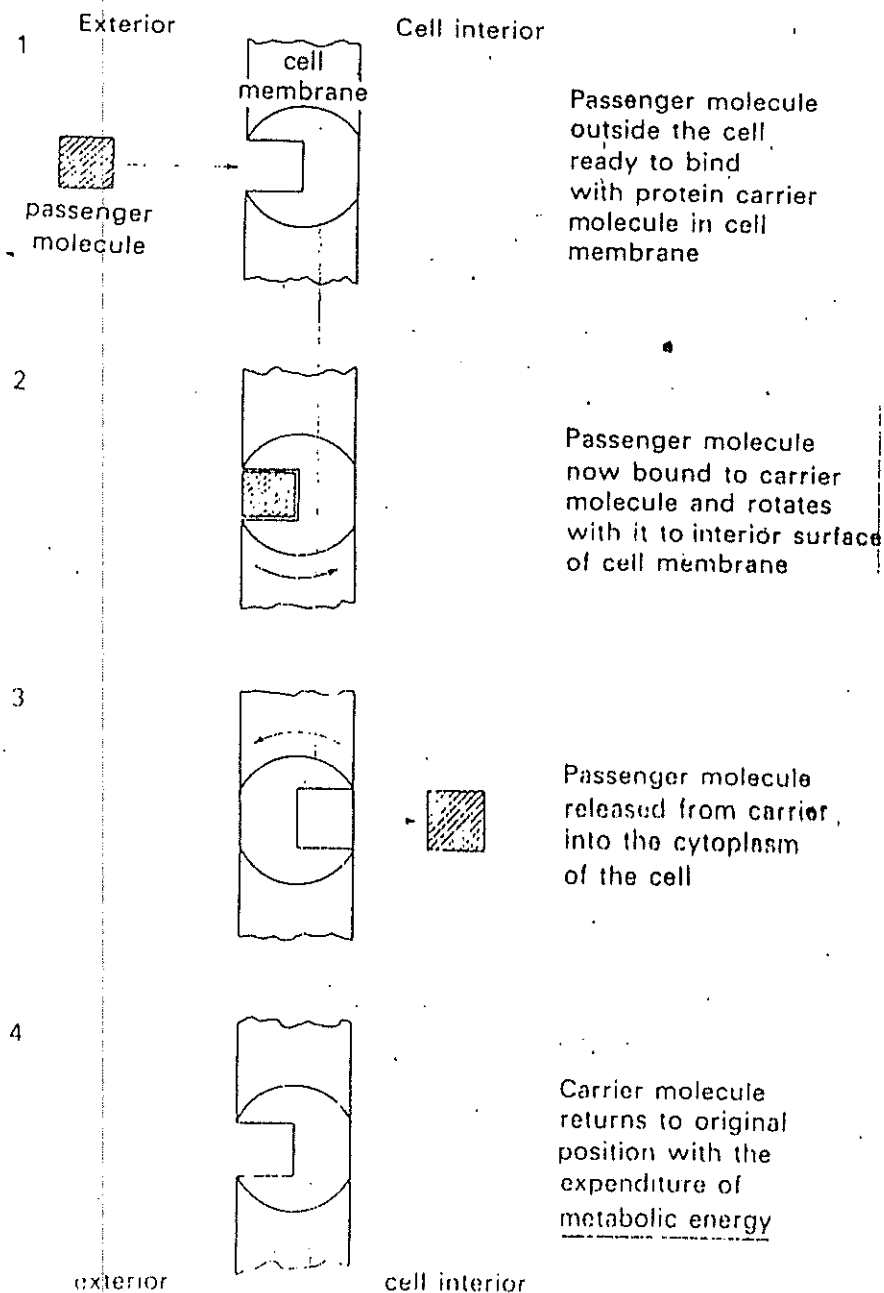 Exterior
Cell interior
1
cell
membrane
passenger
molecule
Passenger molecule
outside the cell
ready to bind
with protein carrier
molecule in cell
membrane
2
Passenger molecule
now bound to carrier
molecule and rotates
with it to interior surface
of cell membrane
3
Passenger molecule
released from carrier
into the cytoplasm
of the cell
4
Carrier molecule
returns to original
position with the
expenditure of
metabolic energy
exterior
cell interior